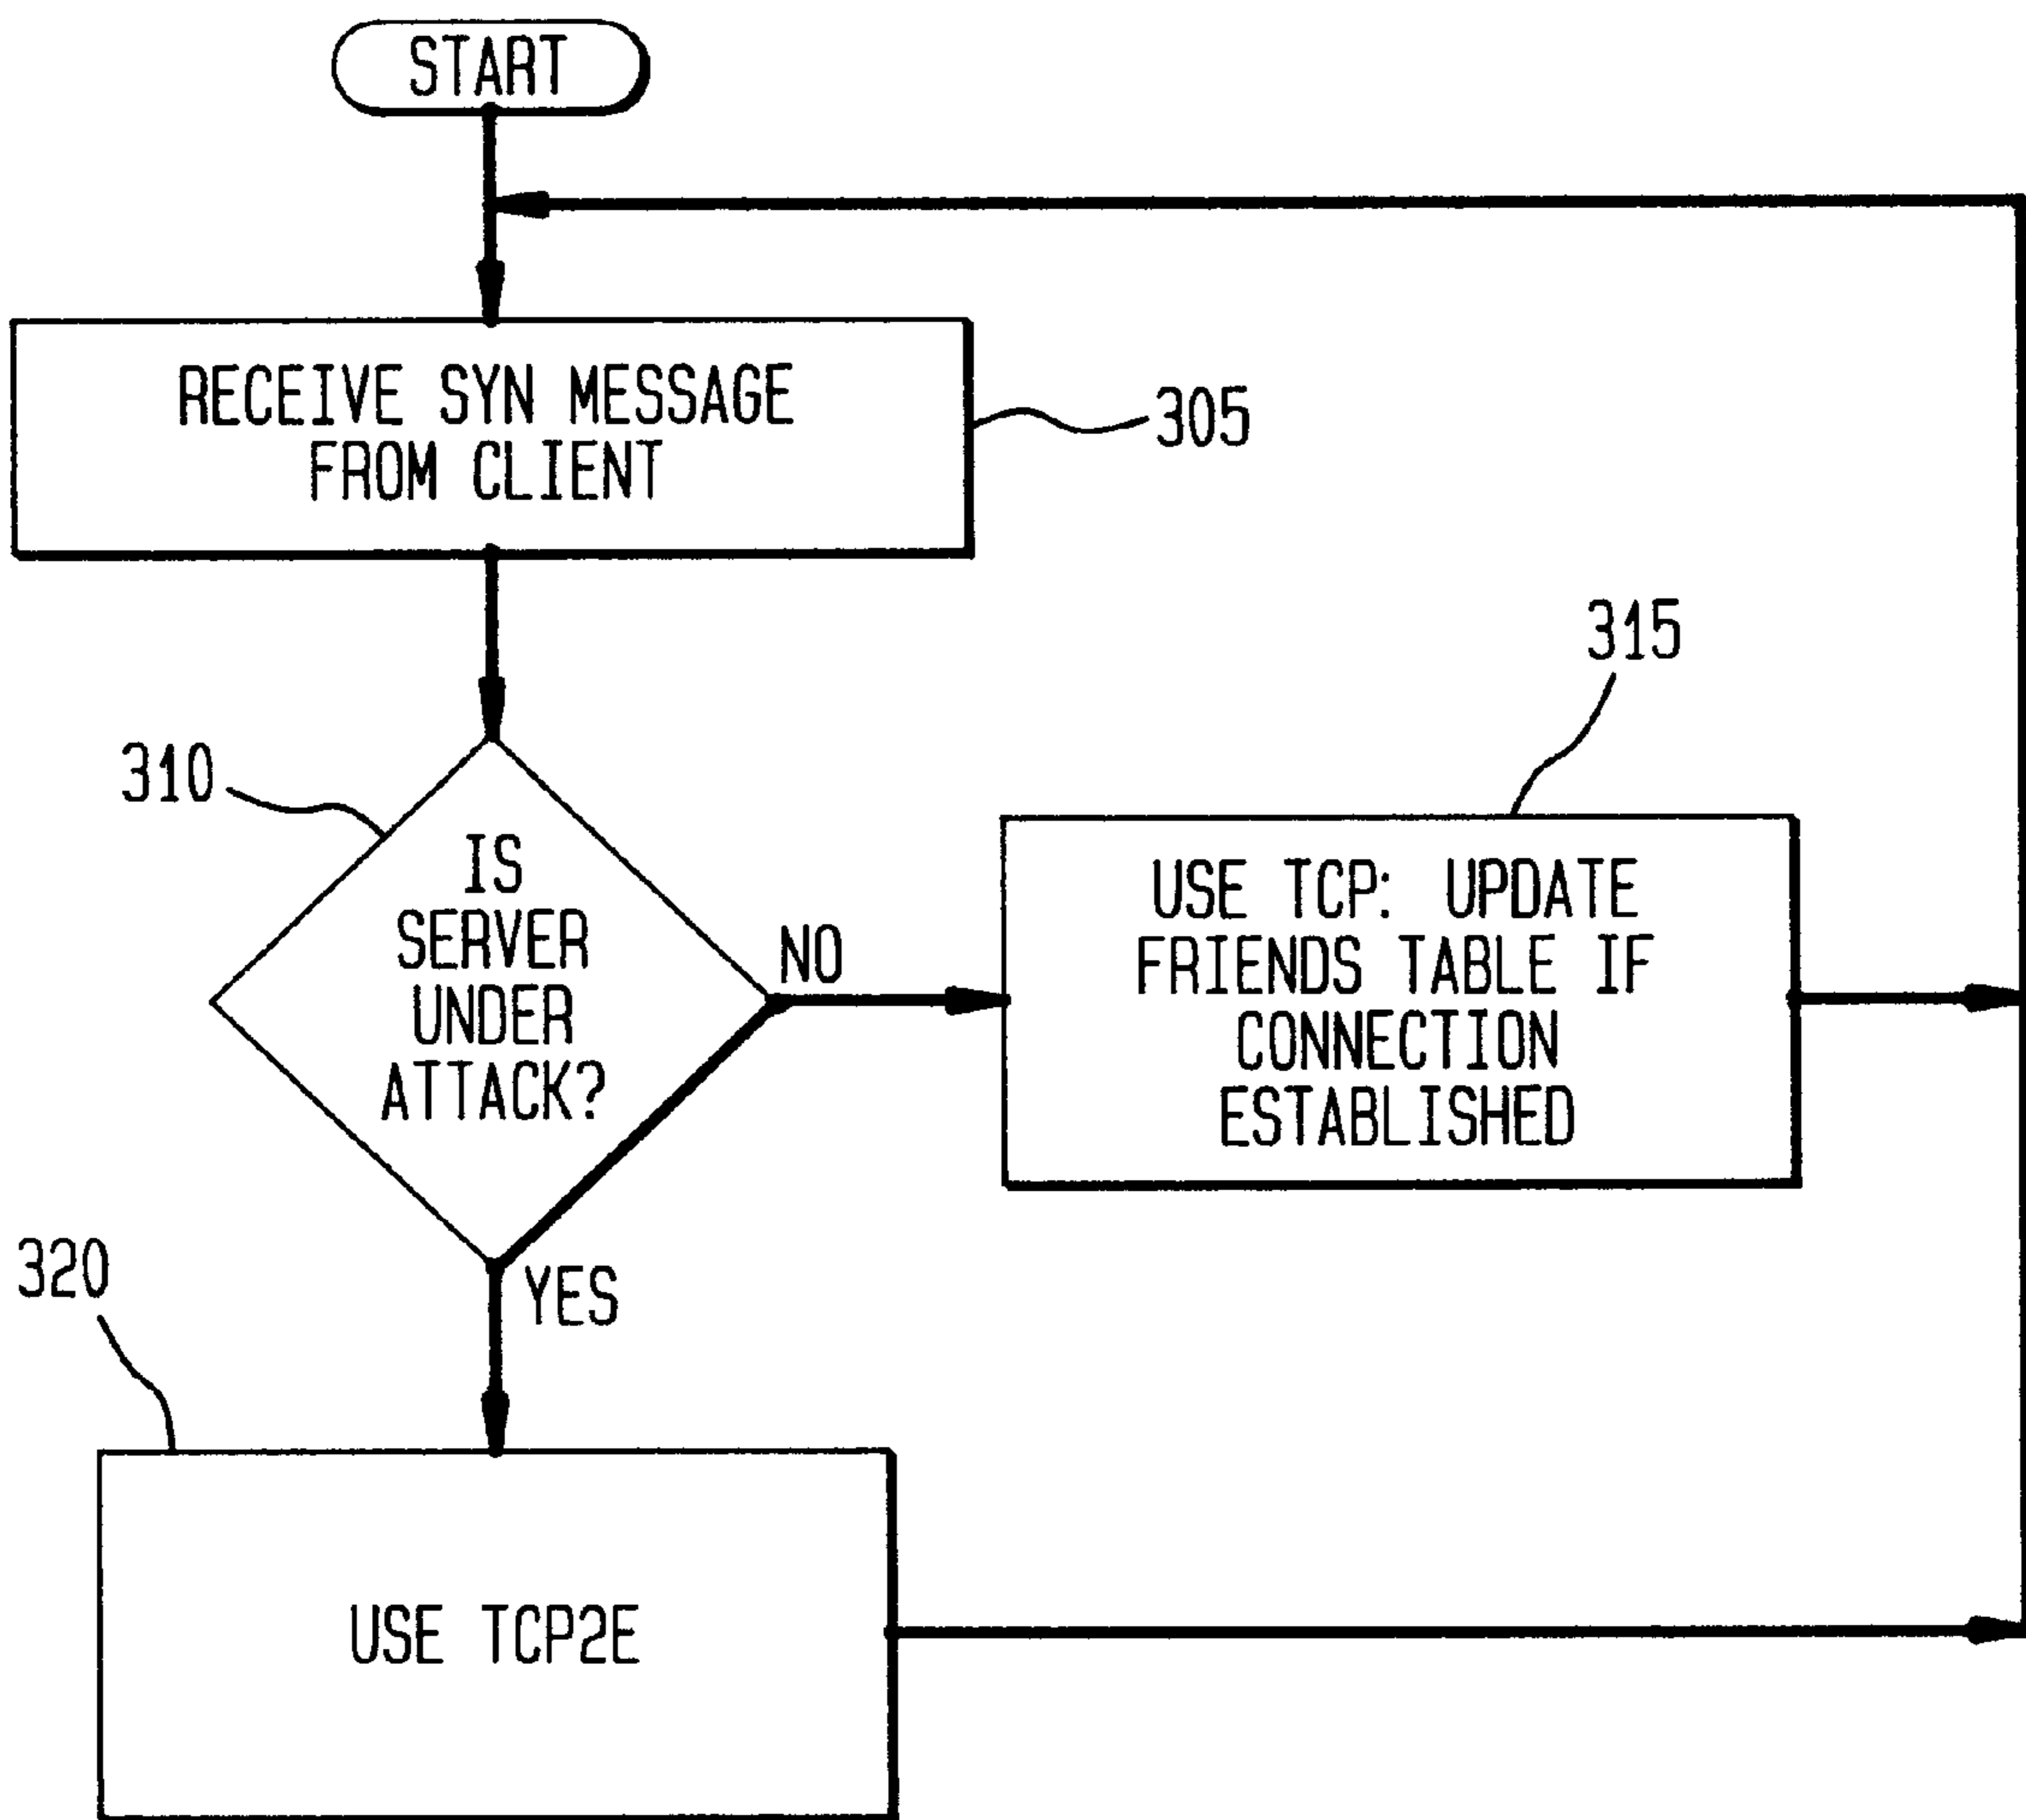 START
RECEIVE SYN MESSAGE
FROM CLIENT
305
315
310
IS
SERVER
UNDER
ATTACK?
NO
USE TCP: UPDATE
FRIENDS TABLE IF
CONNECTION
ESTABLISHED
320
YES
USE TCP2E